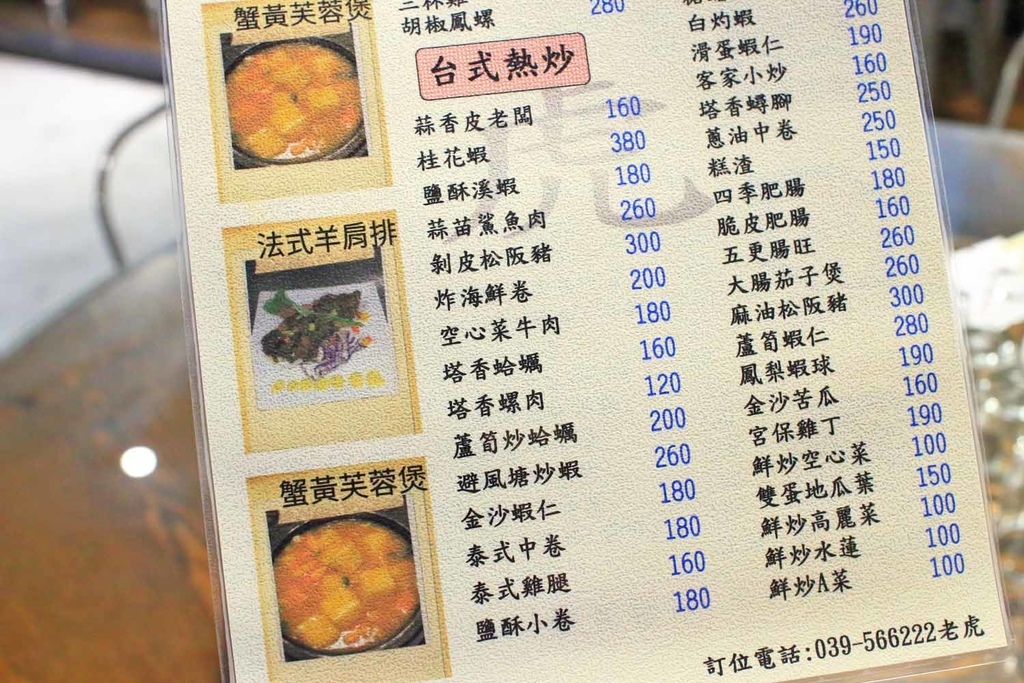 蟹黃芙蓉煲
法式羊肩排
蟹黃芙蓉煲
胡椒鳳螺 280
台式熱炒
蒜香皮老闆 160
桂花蝦 380
鹽酥溪蝦 180
蒜苗鯊魚肉 260
剝皮松阪豬 300
炸海鮮卷 200
空心菜牛肉 180
塔香蛤蠣 160
塔香螺肉 120
蘆筍炒蛤蠣 200
避風塘炒蝦 260
金沙蝦仁 180
泰式中卷 180
泰式雞腿 160
鹽酥小卷 180
白灼蝦 260
滑蛋蝦仁 190
客家小炒 160
塔香蟳腳 250
蔥油中卷 250
糕渣 150
四季肥腸 180
脆皮肥腸 160
五更腸旺 260
大腸茄子煲 260
麻油松阪豬 300
蘆筍蝦仁 280
鳳梨蝦球 190
金沙苦瓜 160
宮保雞丁 190
鮮炒空心菜 100
雙蛋地瓜葉 150
鮮炒高麗菜 100
鮮炒水蓮 100
鮮炒A菜 100
訂位電話:039-566222老虎